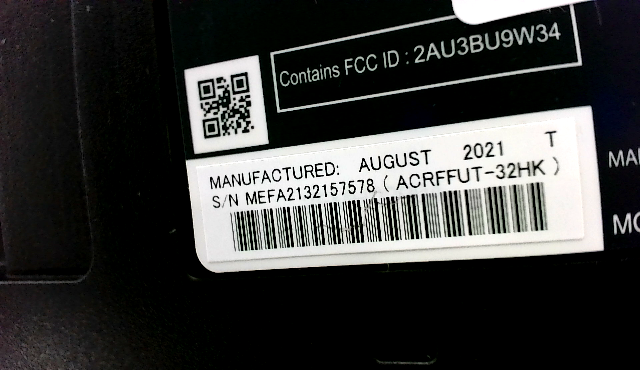 Contains FCC ID : 2AU3BU9W34
MANUFACTURED: AUGUST 2021 T
S/N MEFA2132157578 ( ACRFFUT-32HK )